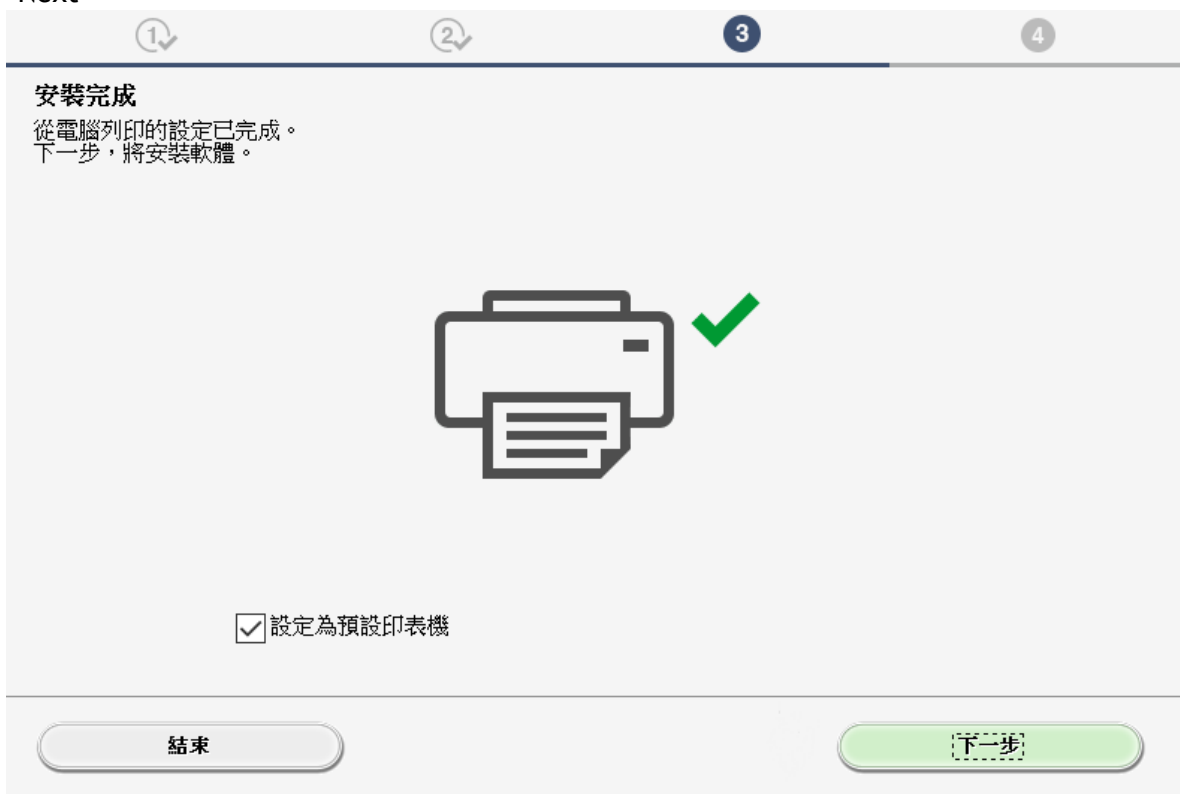 Next
1 2 3 4
安裝完成
從電腦列印的設定已完成。
下一步，將安裝軟體。
設定為預設印表機
結束 下一步